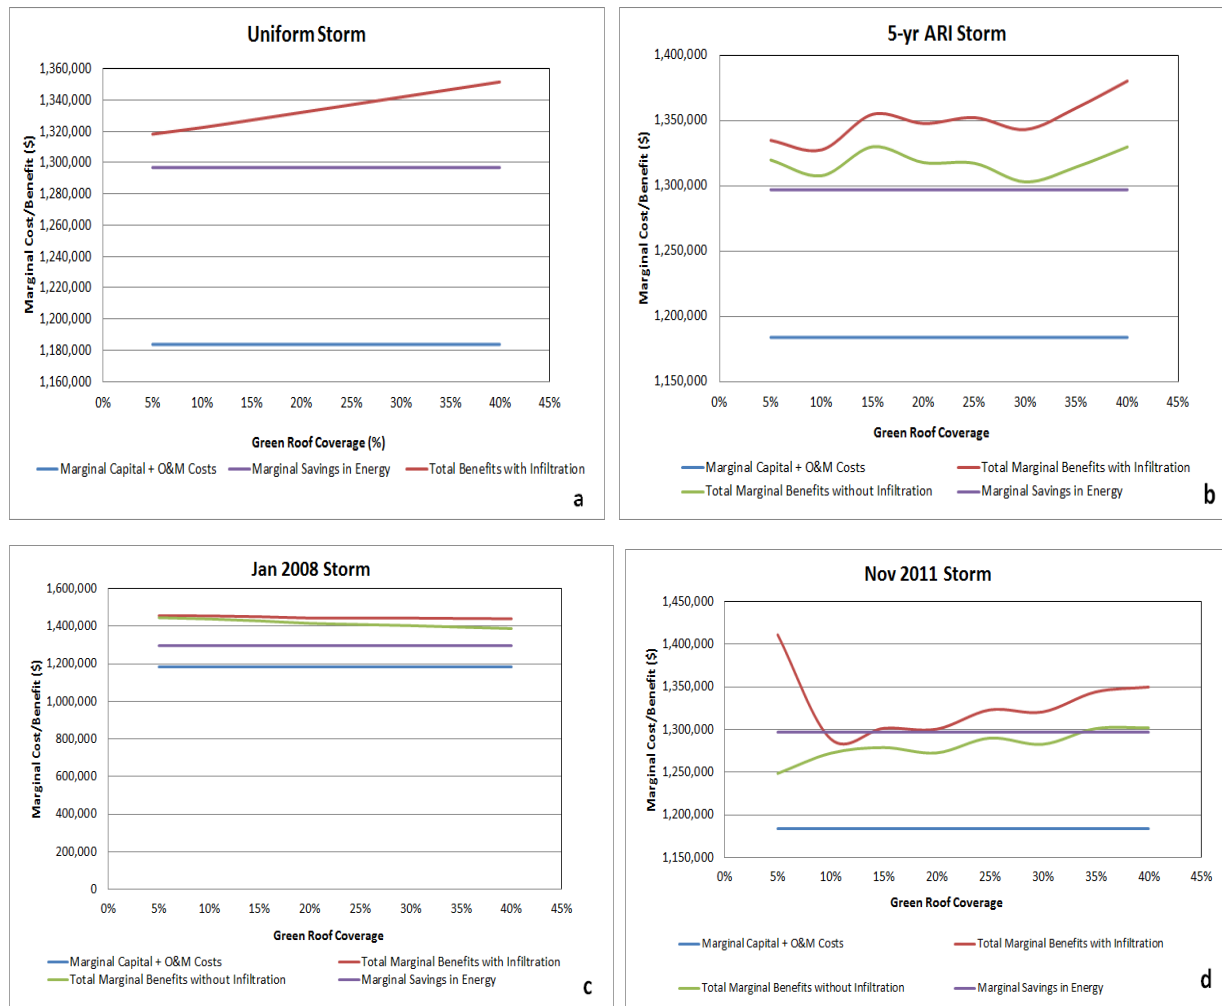 Uniform Storm
Marginal Cost/Benefit ($)
1,360,000
1,340,000
1,320,000
1,300,000
1,280,000
1,260,000
1,240,000
1,220,000
1,200,000
1,180,000
1,160,000
0% 5% 10% 15% 20% 25% 30% 35% 40% 45%
Green Roof Coverage (%)
Marginal Capital + O&M Costs Marginal Savings in Energy Total Benefits with Infiltration
a
5-yr ARI Storm
Marginal Cost/Benefit ($)
1,400,000
1,350,000
1,300,000
1,250,000
1,200,000
1,150,000
0% 5% 10% 15% 20% 25% 30% 35% 40% 45%
Green Roof Coverage
Marginal Capital + O&M Costs Total Marginal Benefits with Infiltration
Total Marginal Benefits without Infiltration Marginal Savings in Energy
b
Jan 2008 Storm
Marginal Cost/Benefit ($)
1,600,000
1,400,000
1,200,000
1,000,000
800,000
600,000
400,000
200,000
0
0% 5% 10% 15% 20% 25% 30% 35% 40% 45%
Green Roof Coverage
Marginal Capital + O&M Costs Total Marginal Benefits with Infiltration
Total Marginal Benefits without Infiltration Marginal Savings in Energy
c
Nov 2011 Storm
Marginal Cost/Benefit ($)
1,450,000
1,400,000
1,350,000
1,300,000
1,250,000
1,200,000
1,150,000
0% 5% 10% 15% 20% 25% 30% 35% 40% 45%
Green Roof Coverage
Marginal Capital + O&M Costs Total Marginal Benefits with Infiltration
Total Marginal Benefits without Infiltration Marginal Savings in Energy
d